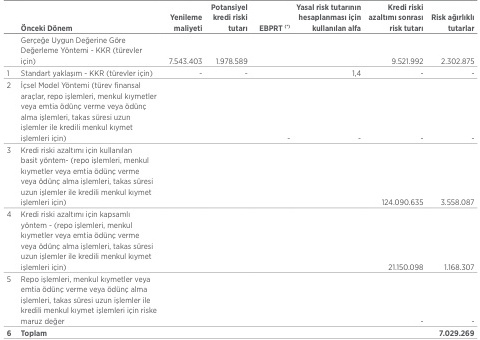 Önceki Dönem Yenileme maliyeti Potansiyel kredi riski tutarı EBPRT (*) Yasal risk tutarının hesaplanması için kullanılan alfa Kredi riski azaltımı sonrası risk tutarı Risk ağırlıklı tutarlar
Gerçeğe Uygun Değerine Göre
Değerleme Yöntemi - KKR (türevler
için) 7.543.403 1.978.589 9.521.992 2.302.875
1 Standart yaklaşım - KKR (türevler için) - - 1,4 - -
2 İçsel Model Yöntemi (türev finansal
araçlar, repo işlemleri, menkul kıymetler
veya emtia ödünç verme veya ödünç
alma işlemleri, takas süresi uzun
işlemler ile kredili menkul kıymet
işlemleri için) - - - -
3 Kredi riski azaltımı için kullanılan
basit yöntem- (repo işlemleri, menkul
kıymetler veya emtia ödünç verme
veya ödünç alma işlemleri, takas süresi
uzun işlemler ile kredili menkul kıymet
işlemleri için) 124.090.635 3.558.087
4 Kredi riski azaltımı için kapsamlı
yöntem - (repo işlemleri, menkul
kıymetler veya emtia ödünç verme
veya ödünç alma işlemleri, takas süresi
uzun işlemler ile kredili menkul kıymet
işlemleri için) 21.150.098 1.168.307
5 Repo işlemleri, menkul kıymetler veya
emtia ödünç verme veya ödünç alma
işlemleri, takas süresi uzun işlemler ile
kredili menkul kıymet işlemleri için riske
maruz değer - -
6 Toplam 7.029.269